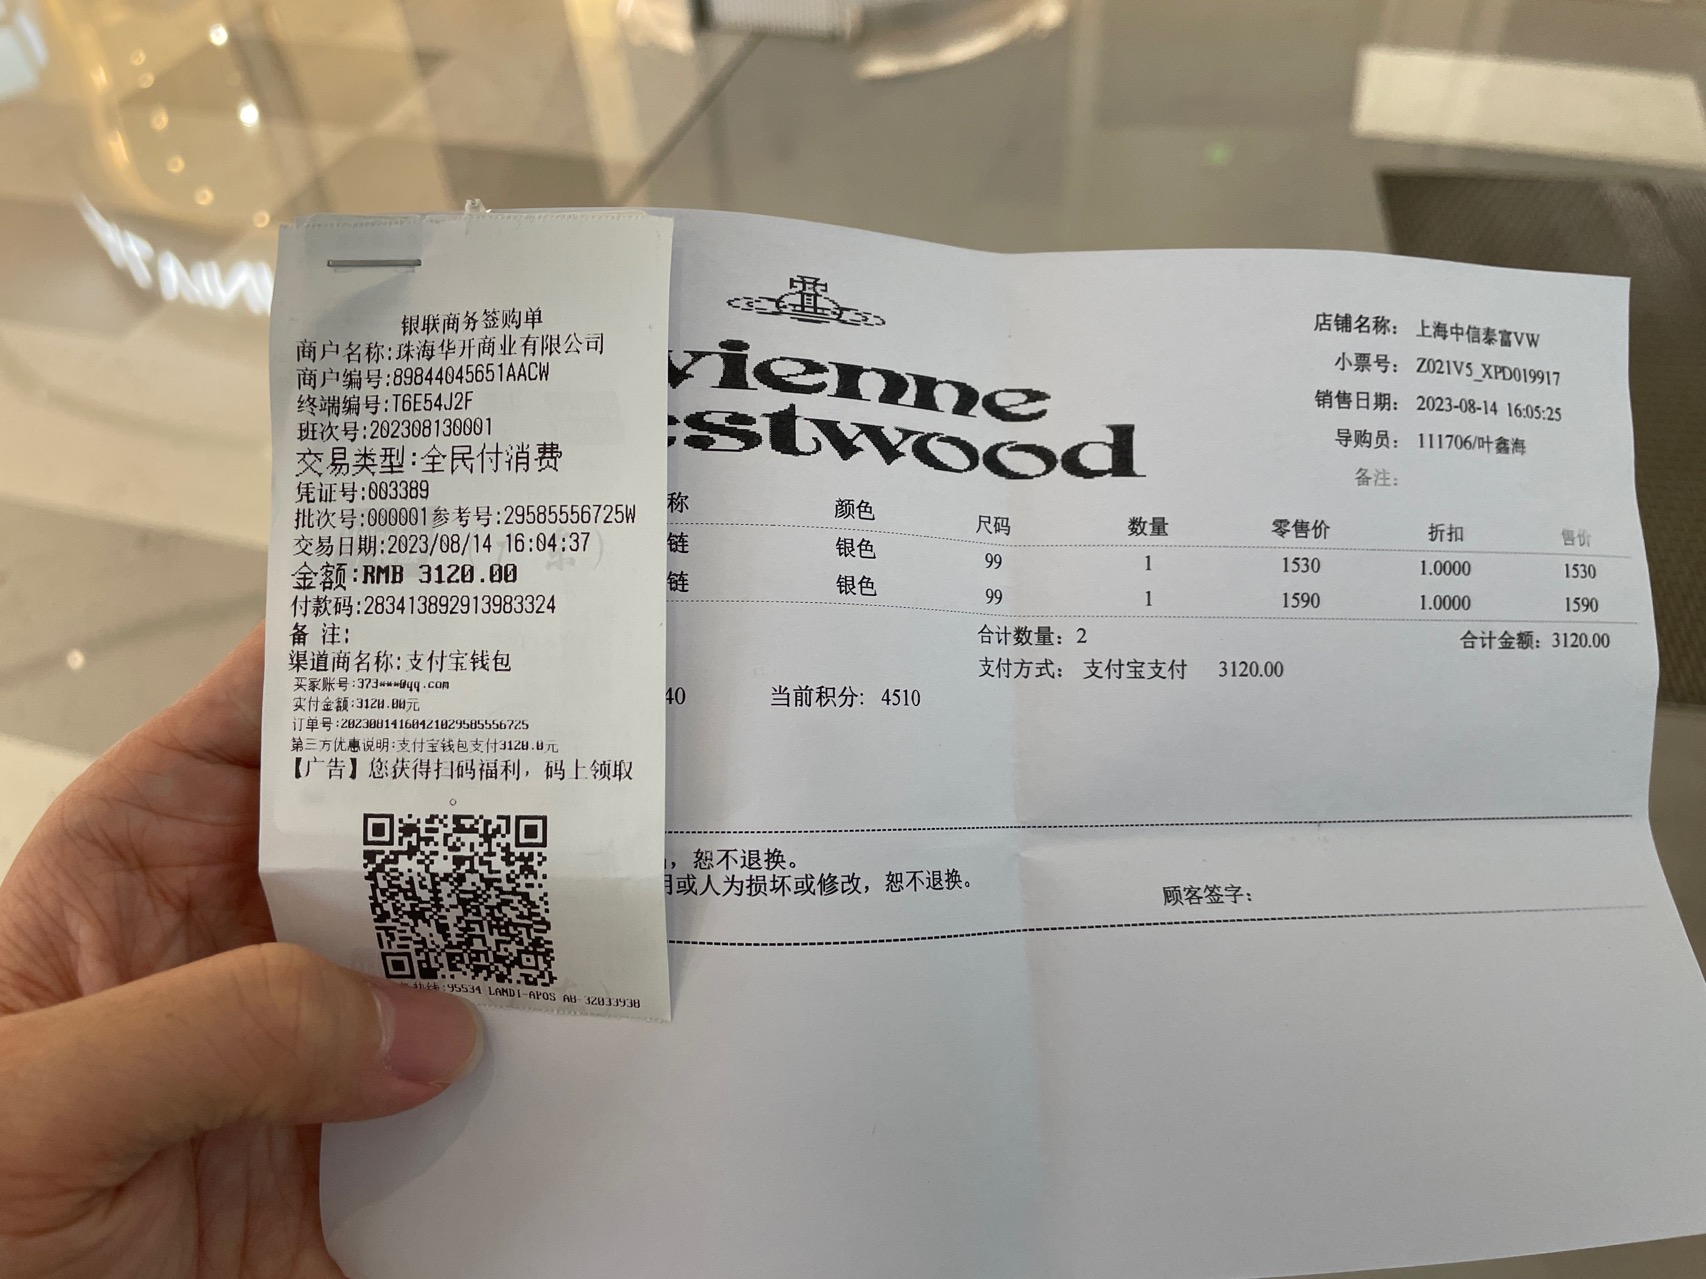 银联商务签购单
商户名称:珠海华开商业有限公司
商户编号:89844045651AACW
终端编号:T6E54J2F
班次号:202308130001
交易类型:全民付消费
凭证号:003389
批次号:000001参考号:29585556725W
交易日期:2023/08/14 16:04:37
金额:RMB 3120.00
付款码:283413892913983324
备 注:
渠道商名称:支付宝钱包
买家账号:373***@qq.com
实付金额:3120.00元
订单号:20230814160421029585556725
第三方优惠说明:支付宝钱包支付3120.0元
【广告】您获得扫码福利，码上领取
热线:95534 LANDI-APOS AB-32033938
vienne
estwood
店铺名称： 上海中信泰富VW
小票号： Z021V5_XPD019917
销售日期： 2023-08-14 16:05:25
导购员： 111706/叶鑫海
备注：
称 颜色 尺码 数量 零售价 折扣 售价
链 银色 99 1 1530 1.0000 1530
链 银色 99 1 1590 1.0000 1590
合计数量： 2 合计金额： 3120.00
支付方式： 支付宝支付 3120.00
40 当前积分： 4510
，恕不退换。
或人为损坏或修改，恕不退换。
顾客签字：